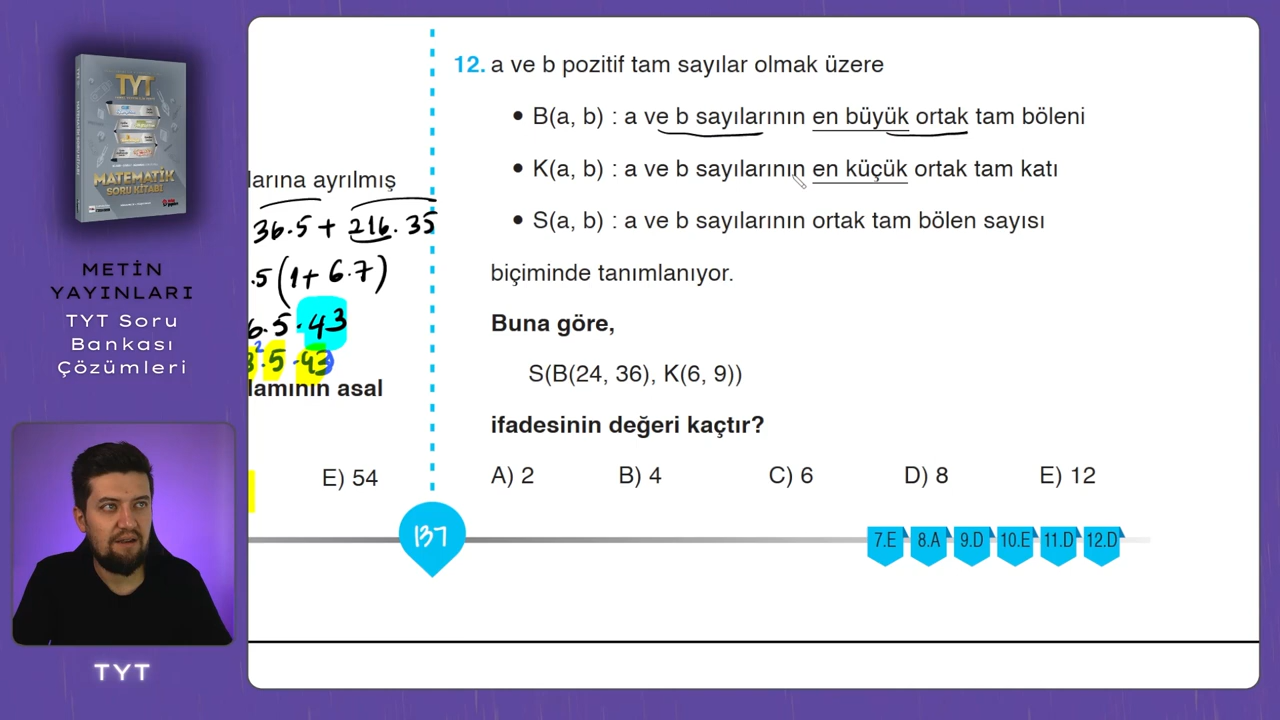 TYT
MATEMATİK
SORU KİTABI
METİN
YAYINLARI
TYT Soru
Bankası
Çözümleri
TYT
larına ayrılmış
36.5 + 216.35
.5(1+ 6.7)
6.5.43
3².5.43
lamının asal
E) 54
137
12. a ve b pozitif tam sayılar olmak üzere
• B(a, b) : a ve b sayılarının en büyük ortak tam böleni
• K(a, b) : a ve b sayılarının en küçük ortak tam katı
• S(a, b) : a ve b sayılarının ortak tam bölen sayısı
biçiminde tanımlanıyor.
Buna göre,
S(B(24, 36), K(6, 9))
ifadesinin değeri kaçtır?
A) 2 B) 4 C) 6 D) 8 E) 12
7.E 8.A 9.D 10.E 11.D 12.D